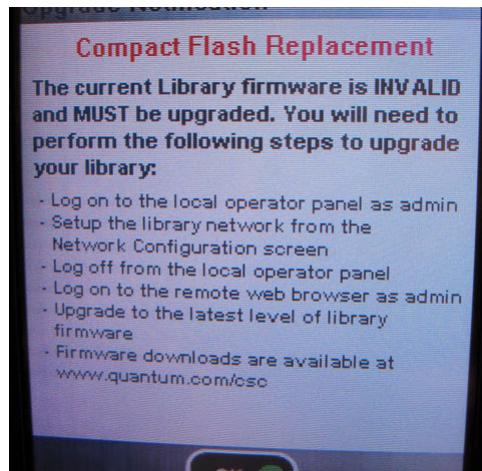 Upgrade Notification
Compact Flash Replacement
The current Library firmware is INVALID
and MUST be upgraded. You will need to
perform the following steps to upgrade
your library:
- Log on to the local operator panel as admin
- Setup the library network from the
Network Configuration screen
- Log off from the local operator panel
- Log on to the remote web browser as admin
- Upgrade to the latest level of library
firmware
- Firmware downloads are available at
www.quantum.com/csc
OK